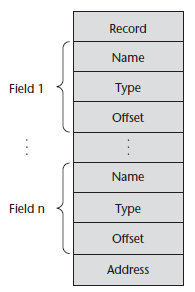 Record
Name
Field 1
Type
Offset
⋮ ⋮
Name
Field n
Type
Offset
Address